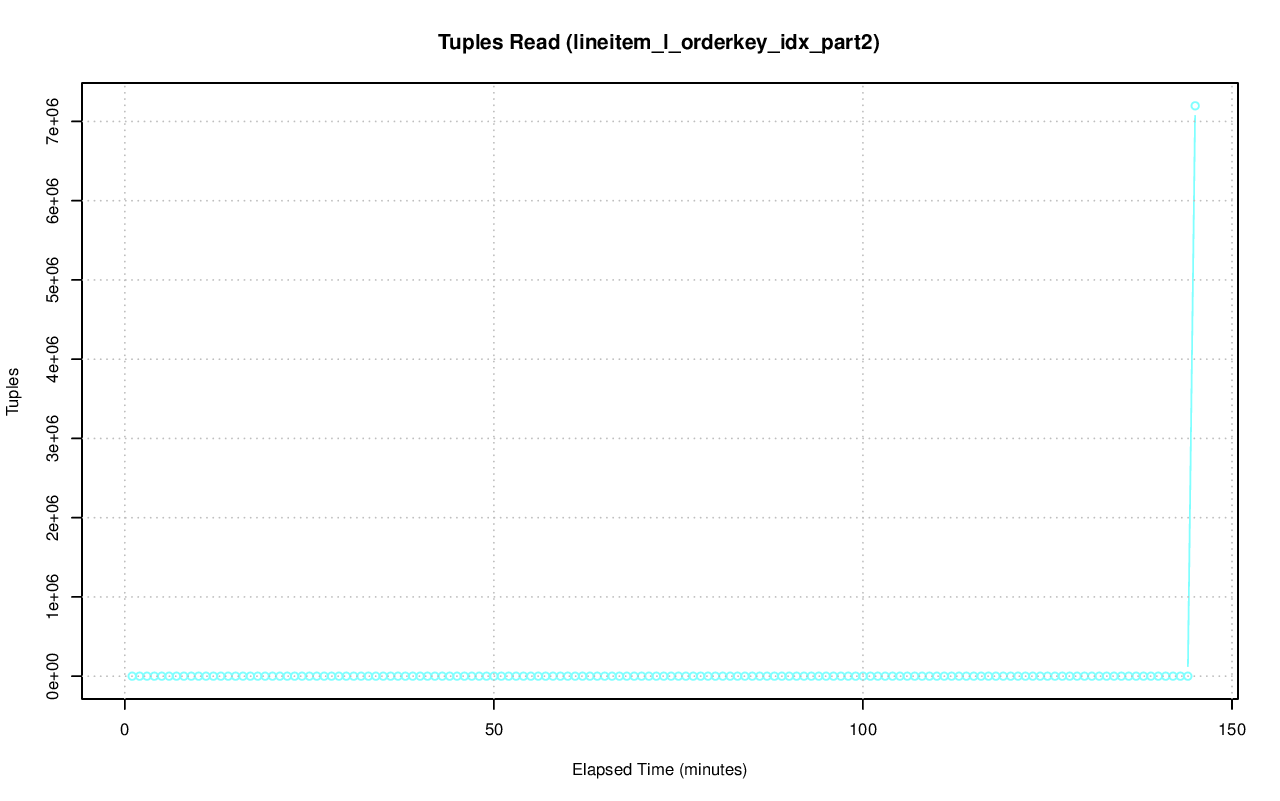 Tuples Read (lineitem_l_orderkey_idx_part2)
7e+06
6e+06
5e+06
4e+06
3e+06
2e+06
1e+06
0e+00
Tuples
0
50
100
150
Elapsed Time (minutes)